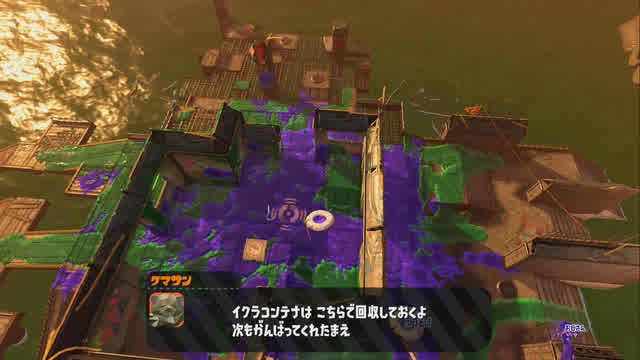 クマサン
イクラコンテナは こちらで回収しておくよ
次もがんばってくれたまえ